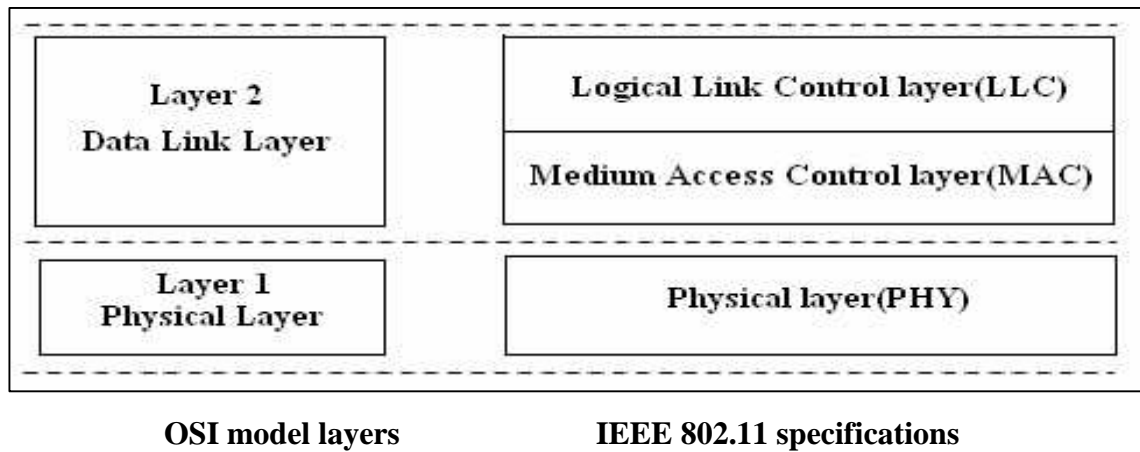 Layer 2
Data Link Layer
Logical Link Control layer(LLC)
Medium Access Control layer(MAC)
Layer 1
Physical Layer
Physical layer(PHY)
OSI model layers
IEEE 802.11 specifications